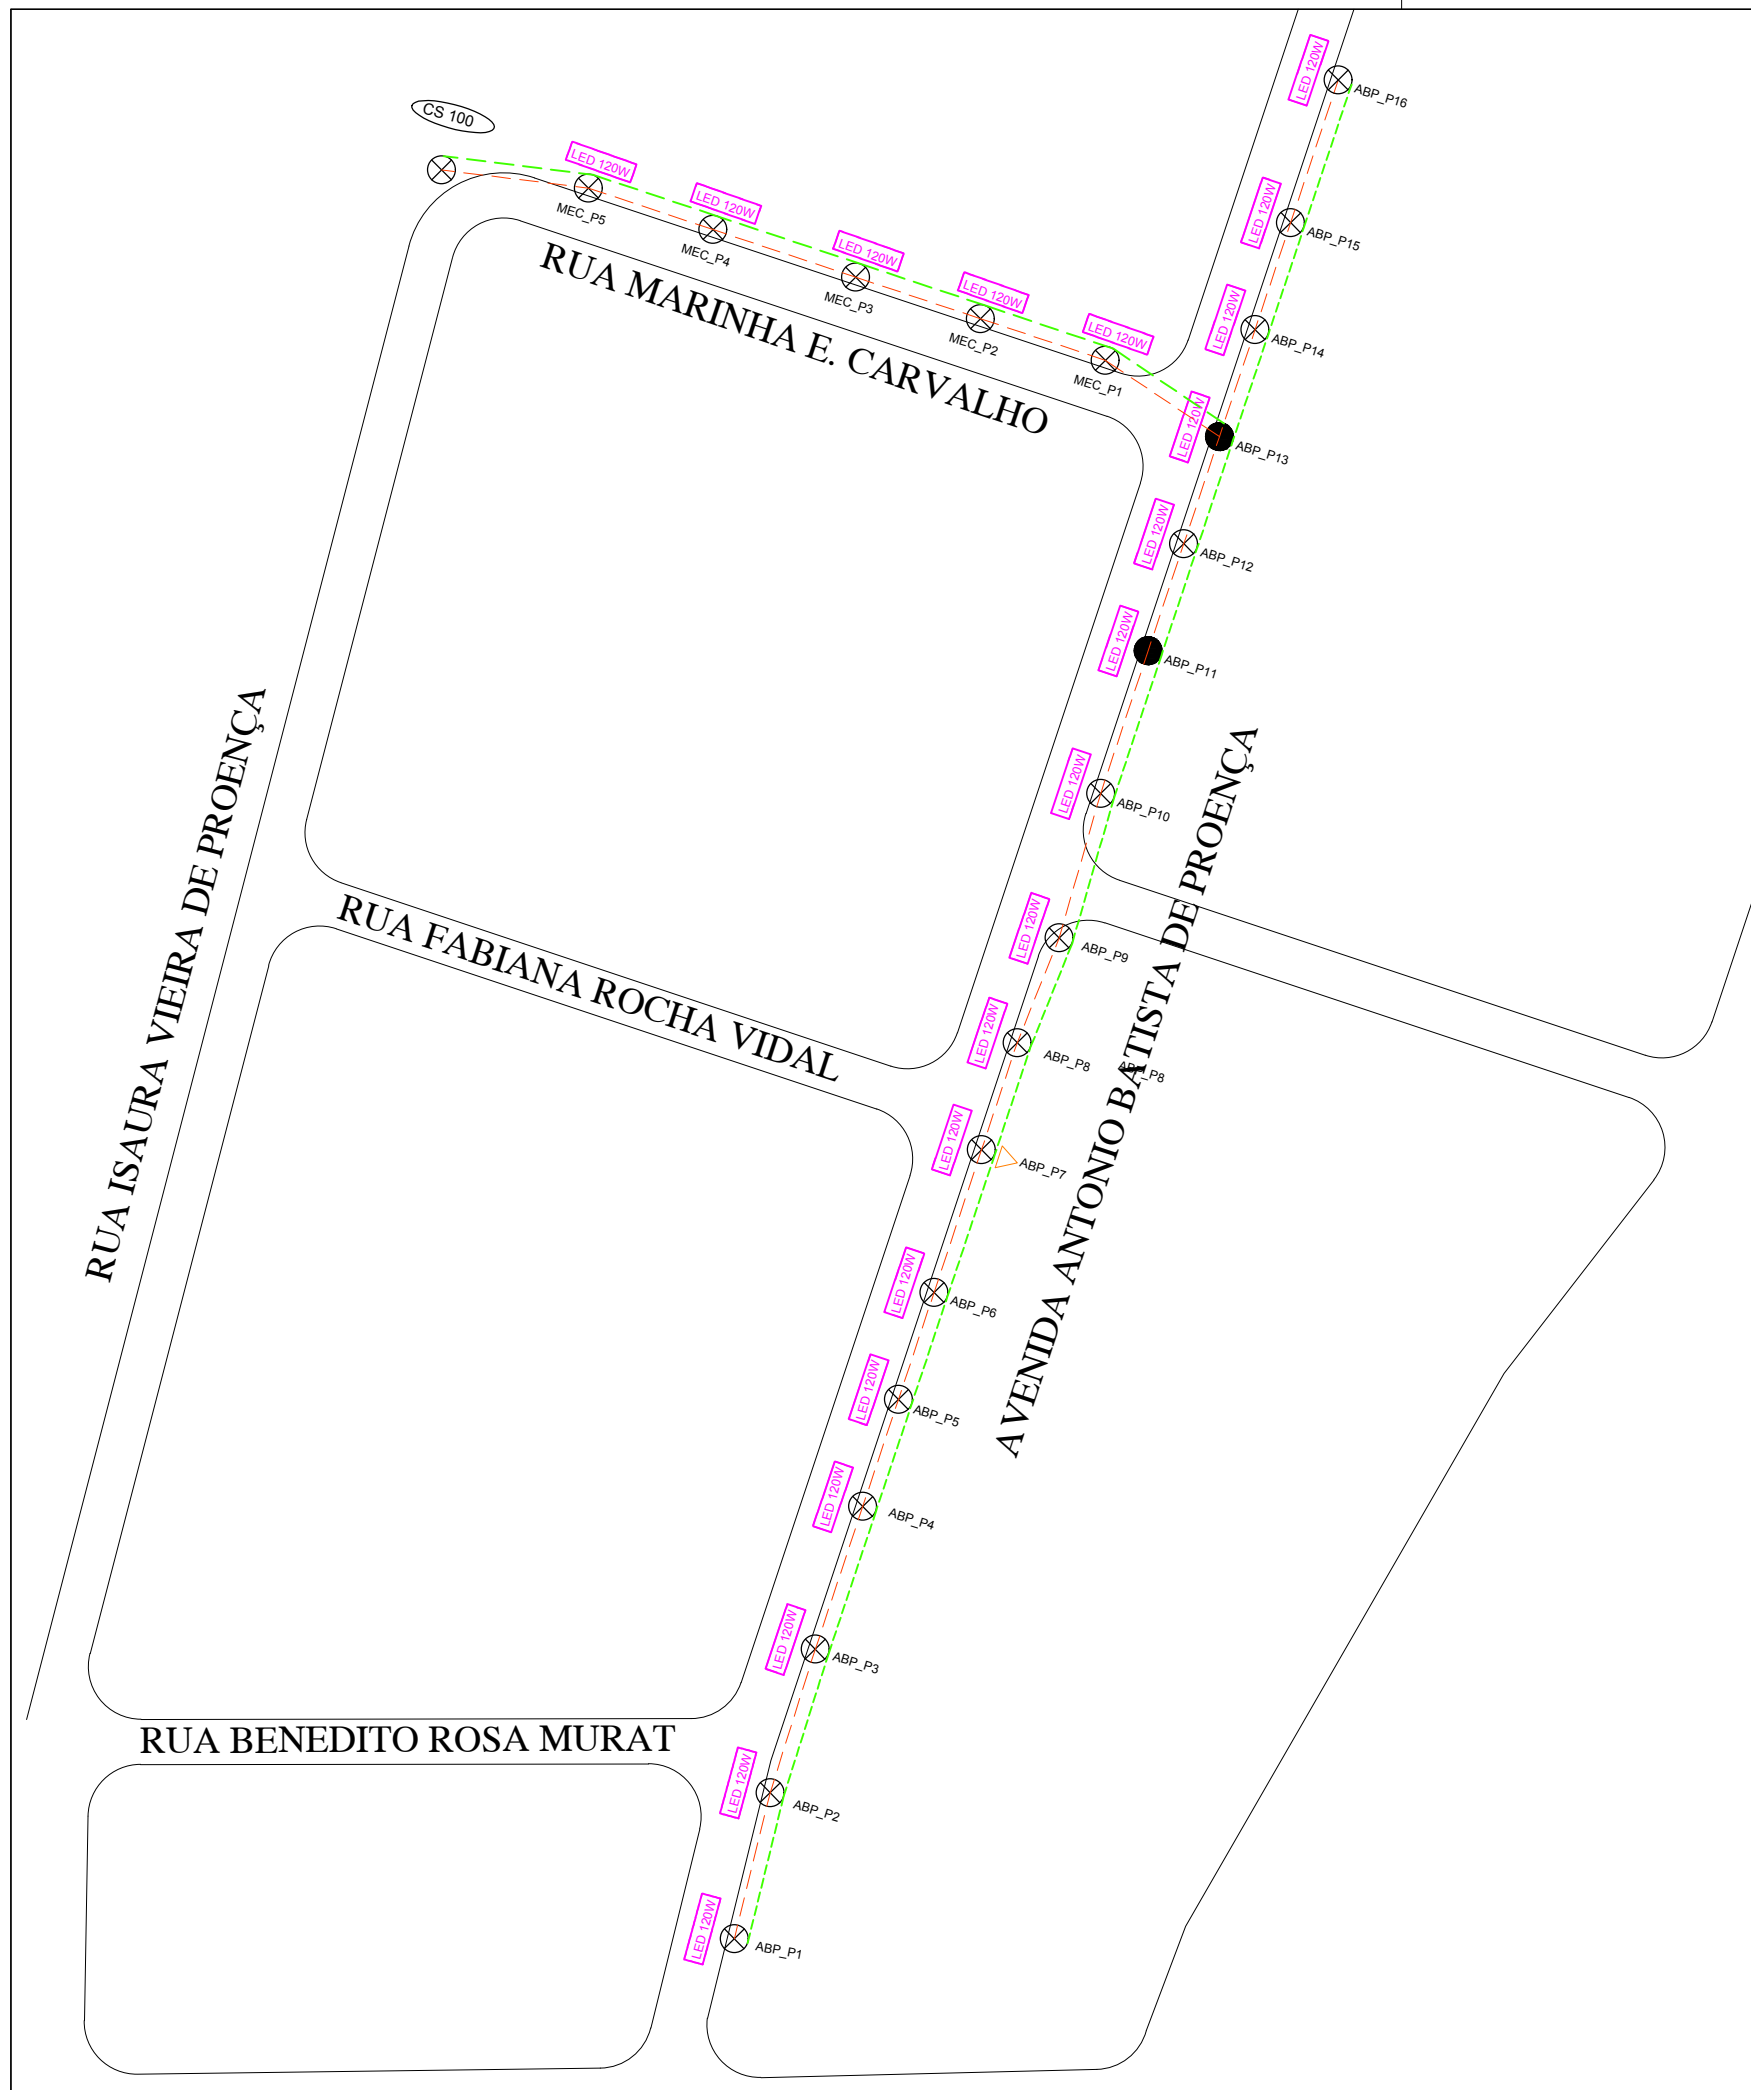 LED 120W
ABP_P16
CS 100
LED 120W
MEC_P5
LED 120W
MEC_P4
LED 120W
ABP_P15
LED 120W
MEC_P3
LED 120W
MEC_P2
LED 120W
ABP_P14
LED 120W
MEC_P1
RUA MARINHA E. CARVALHO
LED 120W
ABP_P13
LED 120W
ABP_P12
LED 120W
ABP_P11
LED 120W
ABP_P10
RUA ISAURA VIEIRA DE PROENÇA
AVENIDA ANTONIO BATISTA DE PROENÇA
RUA FABIANA ROCHA VIDAL
LED 120W
ABP_P9
LED 120W
ABP_P8
ABP_P8
LED 120W
ABP_P7
LED 120W
ABP_P6
LED 120W
ABP_P5
LED 120W
ABP_P4
LED 120W
ABP_P3
RUA BENEDITO ROSA MURAT
LED 120W
ABP_P2
LED 120W
ABP_P1